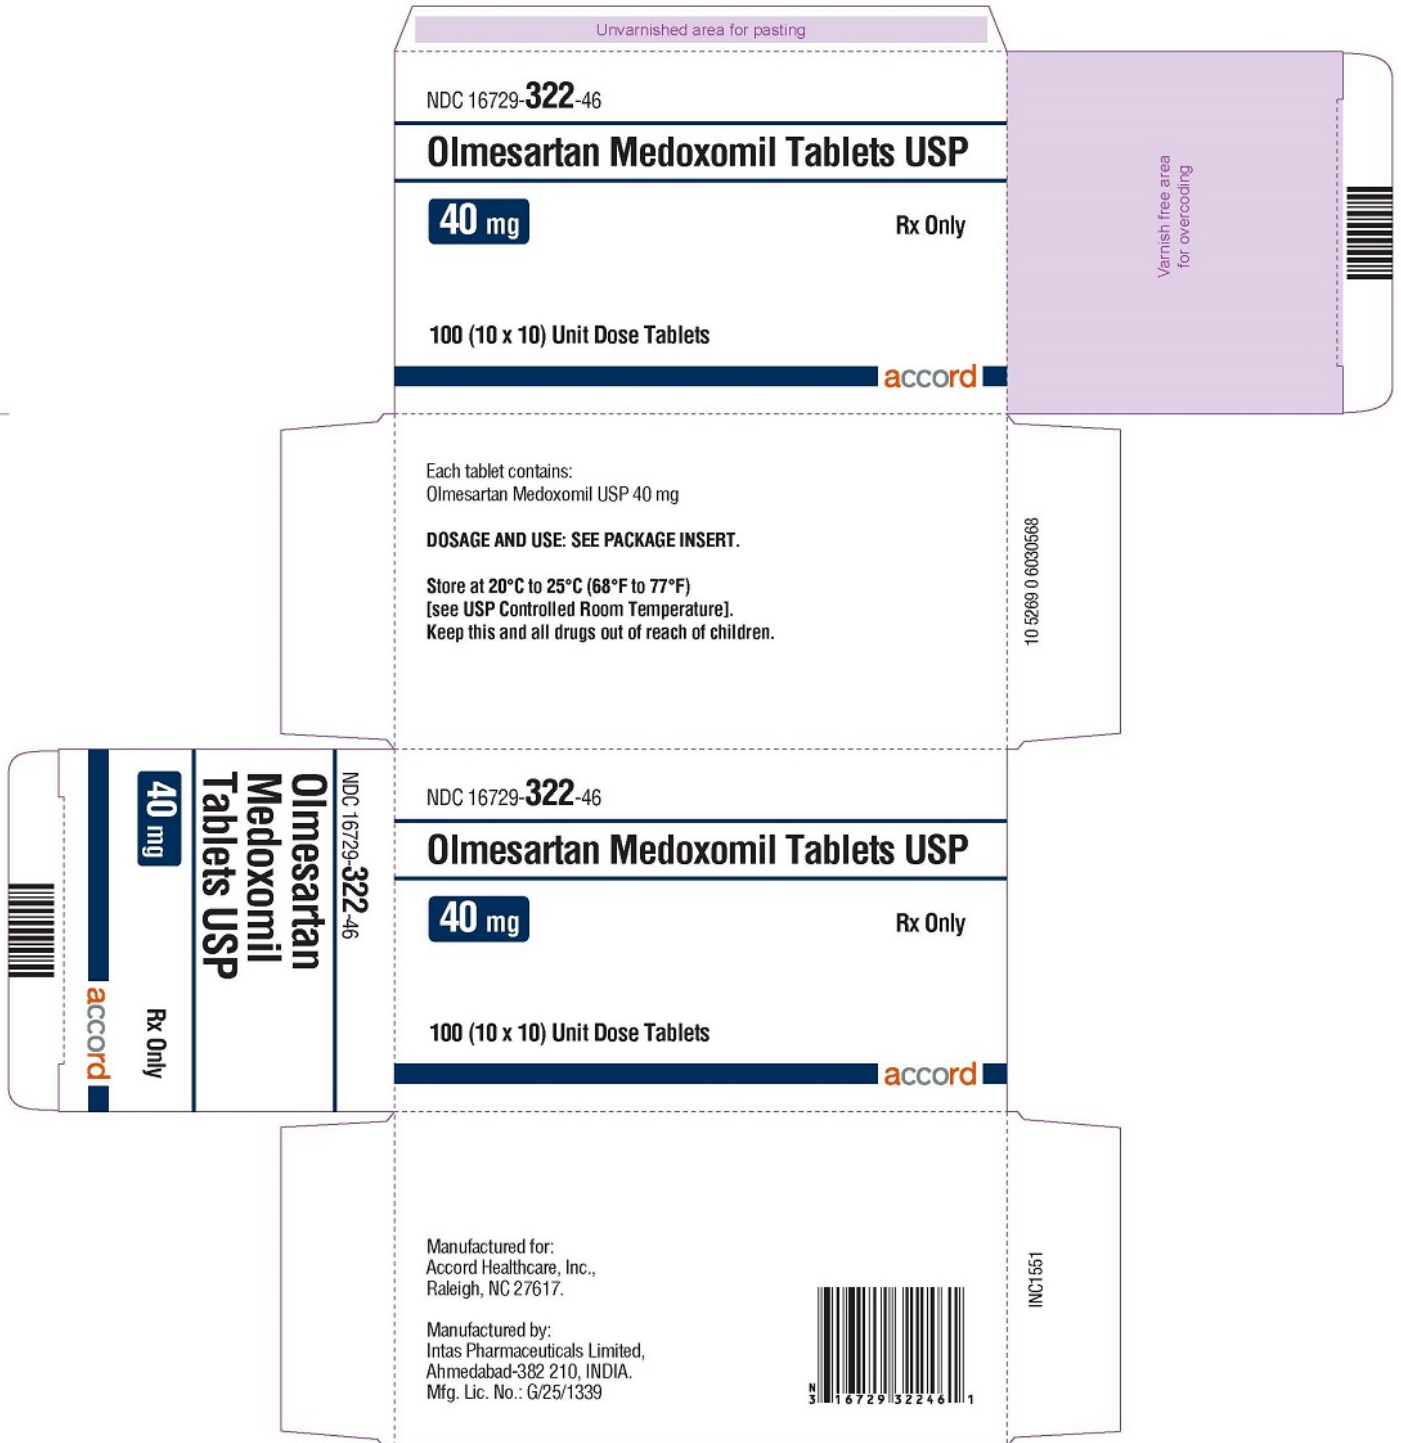 Unvarnished area for pasting
NDC 16729-322-46
Olmesartan Medoxomil Tablets USP
40 mg
Rx Only
100 (10 x 10) Unit Dose Tablets
accord
Varnish free area
for overcoding
Each tablet contains:
Olmesartan Medoxomil USP 40 mg
DOSAGE AND USE: SEE PACKAGE INSERT.
Store at 20°C to 25°C (68°F to 77°F)
[see USP Controlled Room Temperature].
Keep this and all drugs out of reach of children.
10 5269 0 6030568
NDC 16729-322-46
Olmesartan
Medoxomil
Tablets USP
40 mg
Rx Only
accord
NDC 16729-322-46
Olmesartan Medoxomil Tablets USP
40 mg
Rx Only
100 (10 x 10) Unit Dose Tablets
accord
Manufactured for:
Accord Healthcare, Inc.,
Raleigh, NC 27617.
Manufactured by:
Intas Pharmaceuticals Limited,
Ahmedabad-382 210, INDIA.
Mfg. Lic. No.: G/25/1339
N
3 16729 32246 1
INC1551